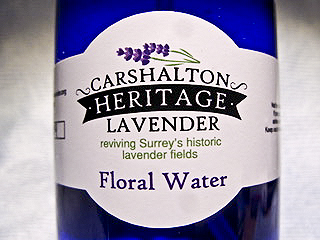 CARSHALTON
HERITAGE
LAVENDER
reviving Surrey's historic
lavender fields
Floral Water